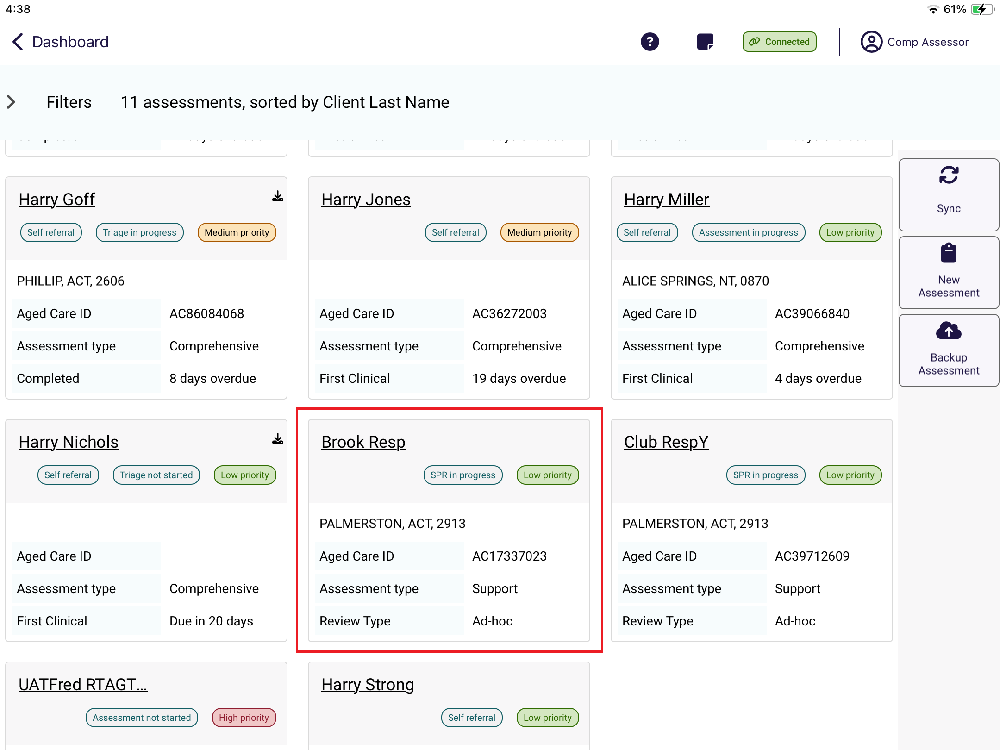 4:38
61%
Dashboard
?
Connected
Comp Assessor
Filters
11 assessments, sorted by Client Last Name
Harry Goff
Self referral
Triage in progress
Medium priority
PHILLIP, ACT, 2606
Aged Care ID
AC86084068
Assessment type
Comprehensive
Completed
8 days overdue
Harry Jones
Self referral
Medium priority
Aged Care ID
AC36272003
Assessment type
Comprehensive
First Clinical
19 days overdue
Harry Miller
Self referral
Assessment in progress
Low priority
ALICE SPRINGS, NT, 0870
Aged Care ID
AC39066840
Assessment type
Comprehensive
First Clinical
4 days overdue
Sync
New
Assessment
Backup
Assessment
Harry Nichols
Self referral
Triage not started
Low priority
Aged Care ID
Assessment type
Comprehensive
First Clinical
Due in 20 days
Brook Resp
SPR in progress
Low priority
PALMERSTON, ACT, 2913
Aged Care ID
AC17337023
Assessment type
Support
Review Type
Ad-hoc
Club RespY
SPR in progress
Low priority
PALMERSTON, ACT, 2913
Aged Care ID
AC39712609
Assessment type
Support
Review Type
Ad-hoc
UATFred RTAGT...
Assessment not started
High priority
Harry Strong
Self referral
Low priority